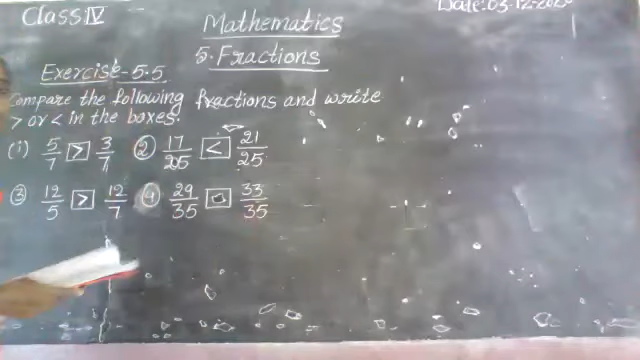 Class IV
Mathematics
5. Fractions
Exercise-5.5
Compare the following fractions and write
> or < in the boxes.
(i) 5/7 > 3/7 ② 17/25 < 21/25
③ 12/5 > 12/7 ④ 29/35 33/35